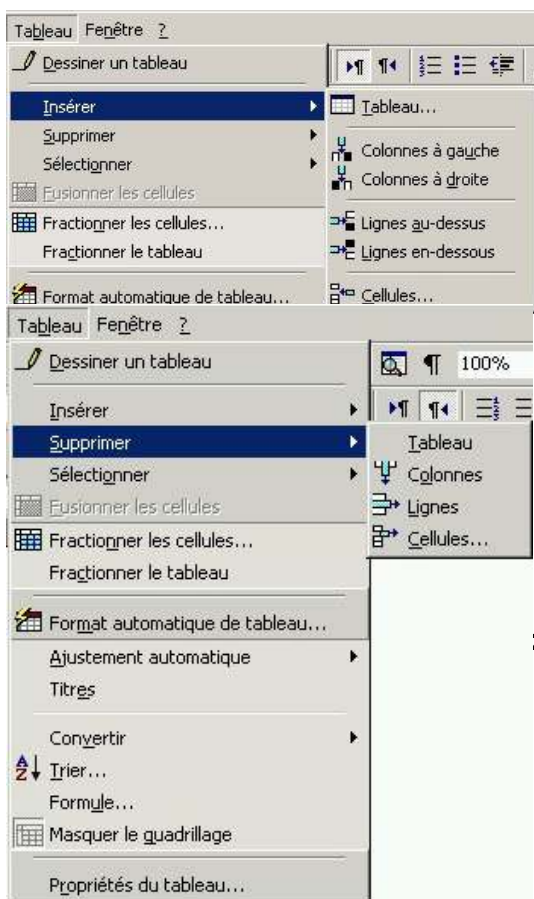 Tableau Fenêtre ?
Dessiner un tableau
Insérer
Supprimer
Sélectionner
Fusionner les cellules
Fractionner les cellules...
Fractionner le tableau
Format automatique de tableau...
Tableau...
Colonnes à gauche
Colonnes à droite
Lignes au-dessus
Lignes en-dessous
Cellules...
Tableau Fenêtre ?
Dessiner un tableau
100%
Insérer
Supprimer
Sélectionner
Fusionner les cellules
Fractionner les cellules...
Fractionner le tableau
Format automatique de tableau...
Ajustement automatique
Titres
Convertir
Trier...
Formule...
Masquer le quadrillage
Propriétés du tableau...
Tableau
Colonnes
Lignes
Cellules...